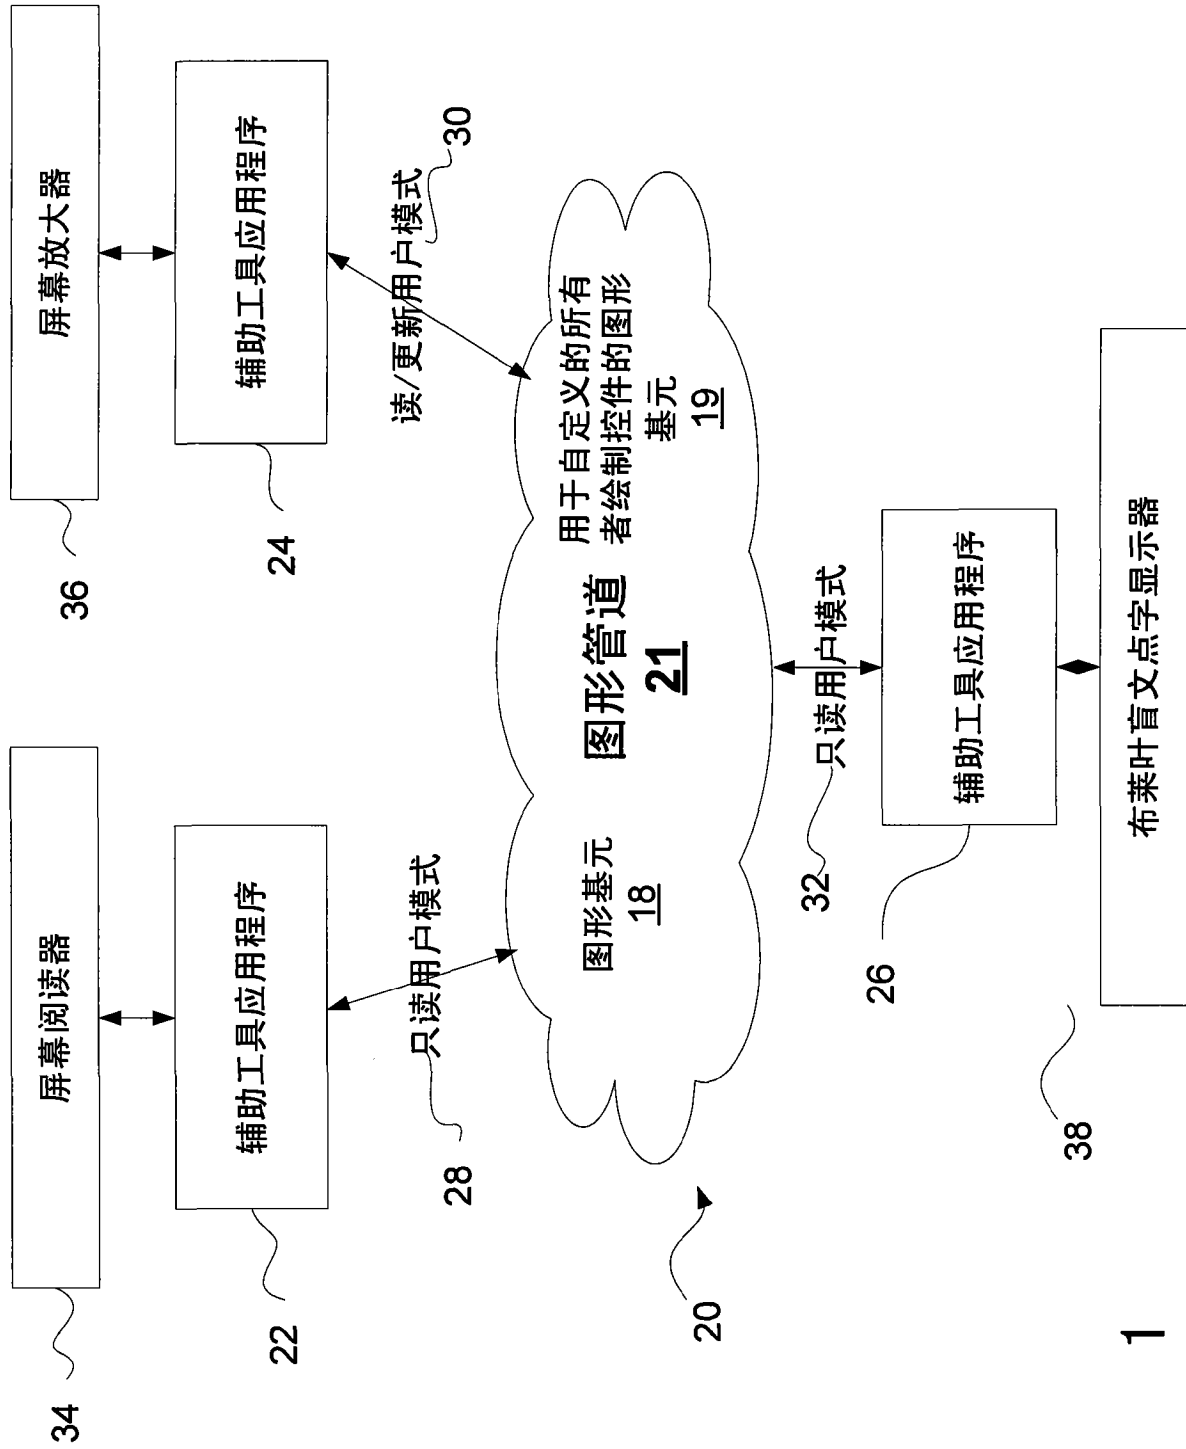 34
屏幕阅读器
36
屏幕放大器
22
辅助工具应用程序
24
辅助工具应用程序
28
只读用户模式
读/更新用户模式
30
图形基元
18
图形管道
21
用于自定义的所有
者绘制控件的图形
基元
19
20
32
只读用户模式
26
辅助工具应用程序
38
布莱叶盲文点字显示器
1